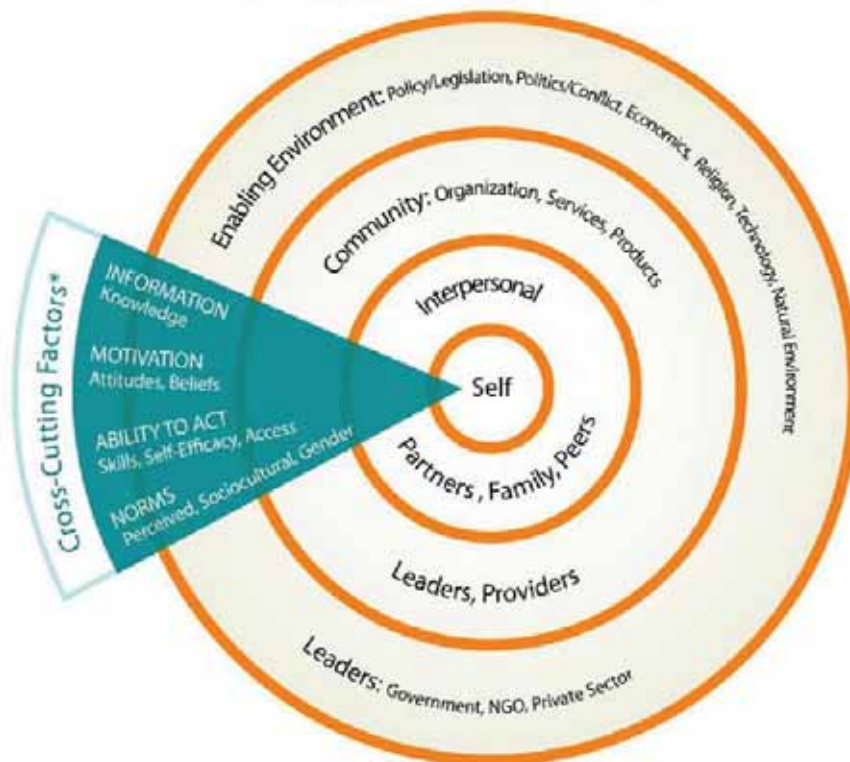 Enabling Environment: Policy/Legislation, Politics/Conflict, Economics, Religion, Technology, Natural Environment
Community: Organization, Services, Products
Interpersonal
Self
Partners, Family, Peers
Leaders, Providers
Leaders: Government, NGO, Private Sector
Cross-Cutting Factors*
INFORMATION
Knowledge
MOTIVATION
Attitudes, Beliefs
ABILITY TO ACT
Skills, Self-Efficacy, Access
NORMS
Perceived, Sociocultural, Gender